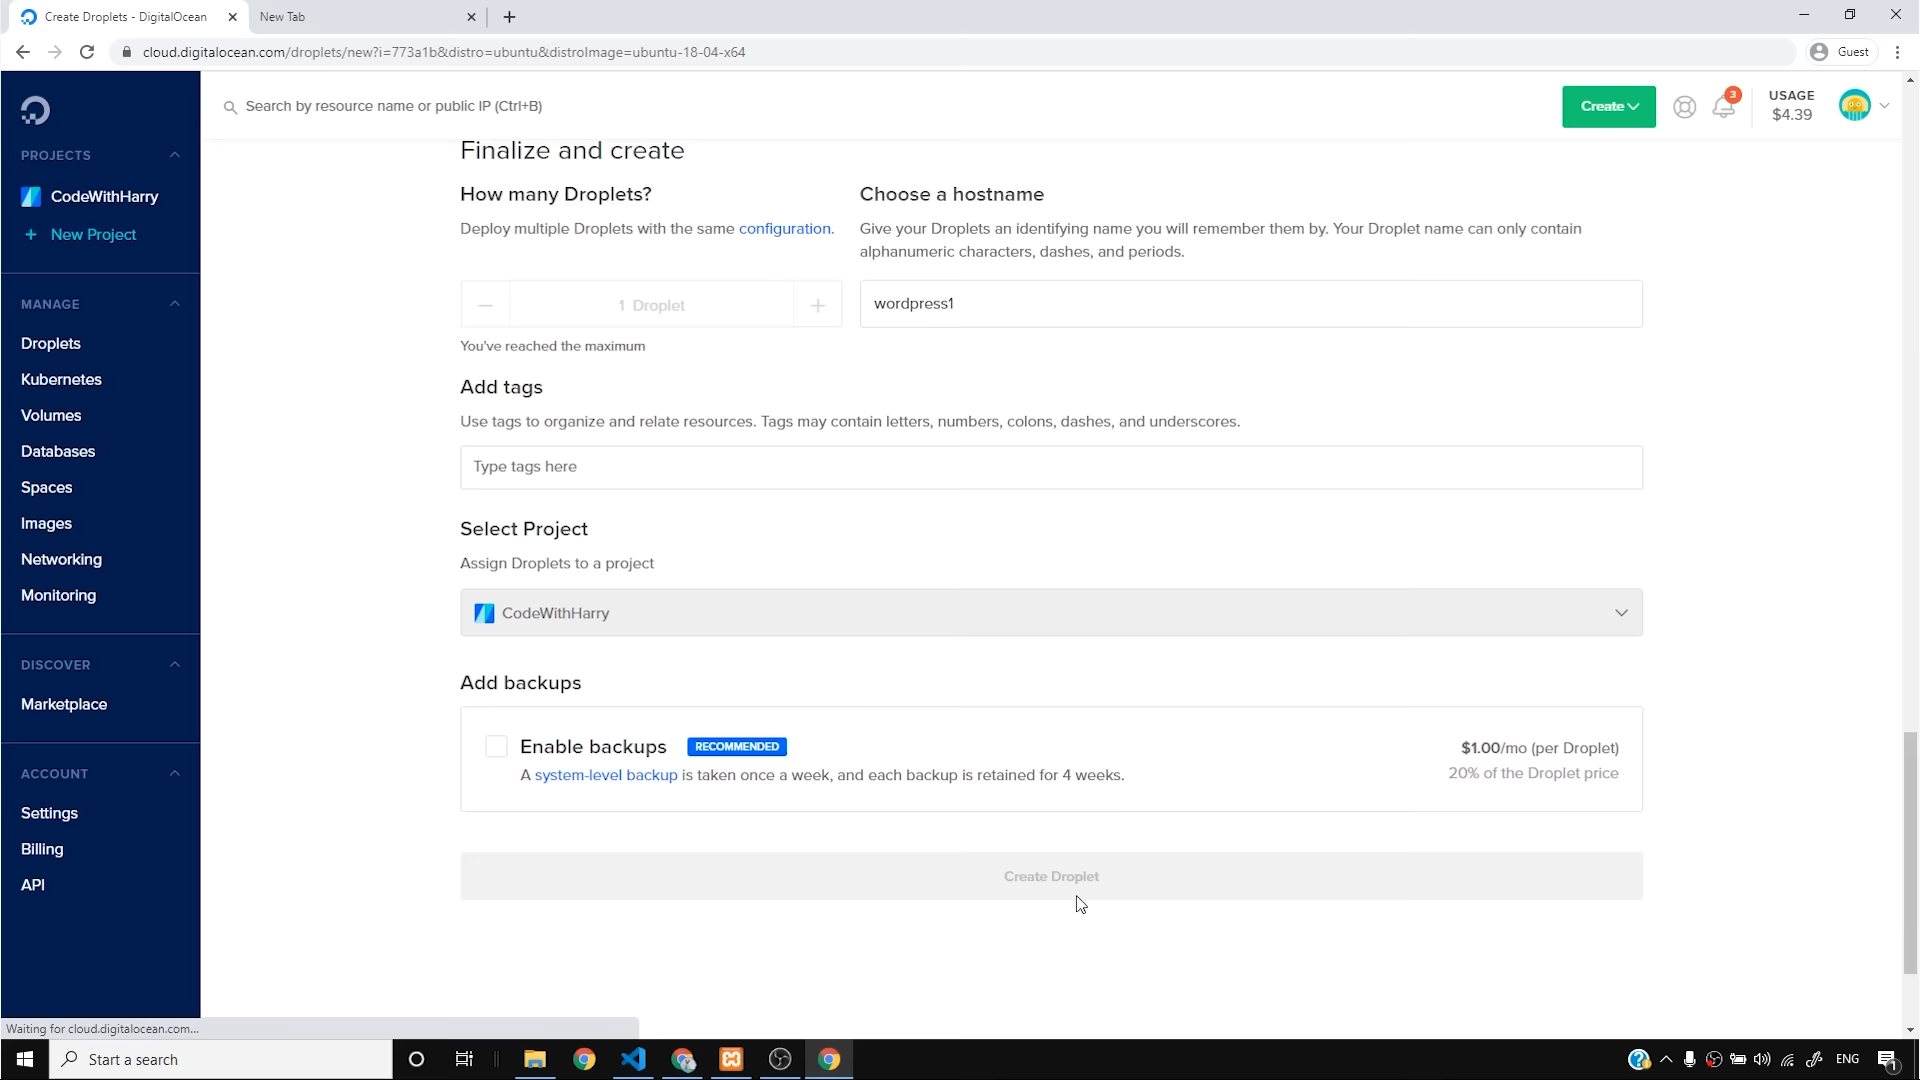 Create Droplets - DigitalOcean
New Tab
cloud.digitalocean.com/droplets/new?i=773a1b&distro=ubuntu&distroImage=ubuntu-18-04-x64
Guest
Search by resource name or public IP (Ctrl+B)
Create
3
USAGE
$4.39
PROJECTS
CodeWithHarry
+ New Project
MANAGE
Droplets
Kubernetes
Volumes
Databases
Spaces
Images
Networking
Monitoring
DISCOVER
Marketplace
ACCOUNT
Settings
Billing
API
Finalize and create
How many Droplets?
Deploy multiple Droplets with the same configuration.
1 Droplet
You've reached the maximum
Choose a hostname
Give your Droplets an identifying name you will remember them by. Your Droplet name can only contain
alphanumeric characters, dashes, and periods.
wordpress1
Add tags
Use tags to organize and relate resources. Tags may contain letters, numbers, colons, dashes, and underscores.
Type tags here
Select Project
Assign Droplets to a project
CodeWithHarry
Add backups
Enable backups RECOMMENDED
A system-level backup is taken once a week, and each backup is retained for 4 weeks.
$1.00/mo (per Droplet)
20% of the Droplet price
Create Droplet
Waiting for cloud.digitalocean.com...
Start a search
ENG
1